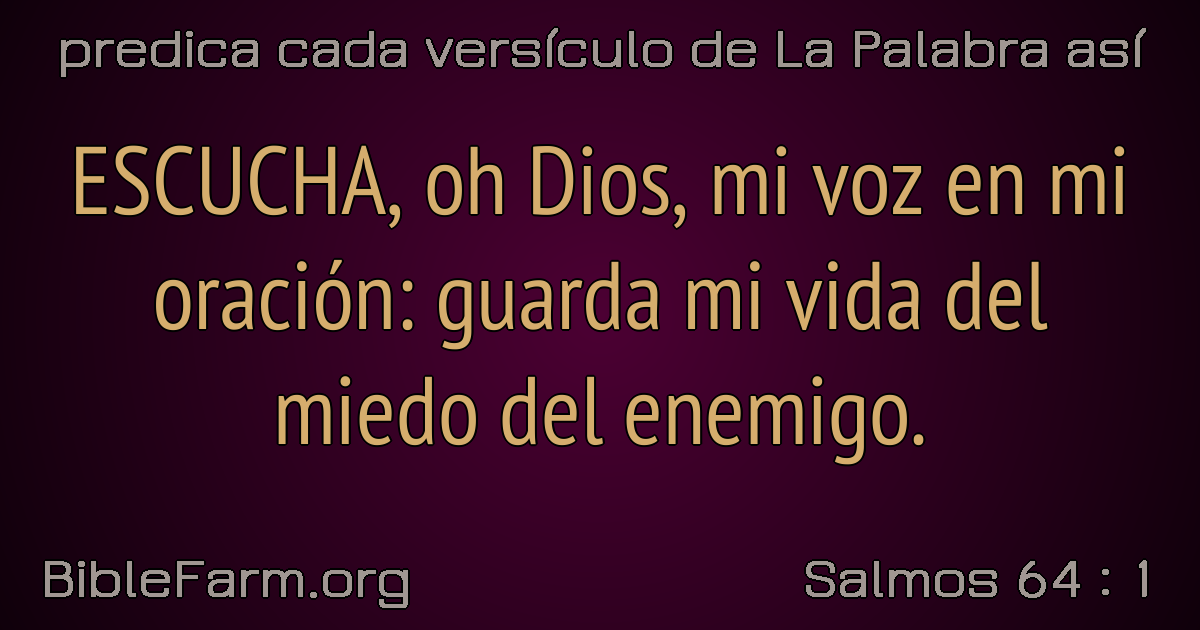 predica cada versículo de La Palabra así
ESCUCHA, oh Dios, mi voz en mi
oración: guarda mi vida del
miedo del enemigo.
BibleFarm.org
Salmos 64 : 1